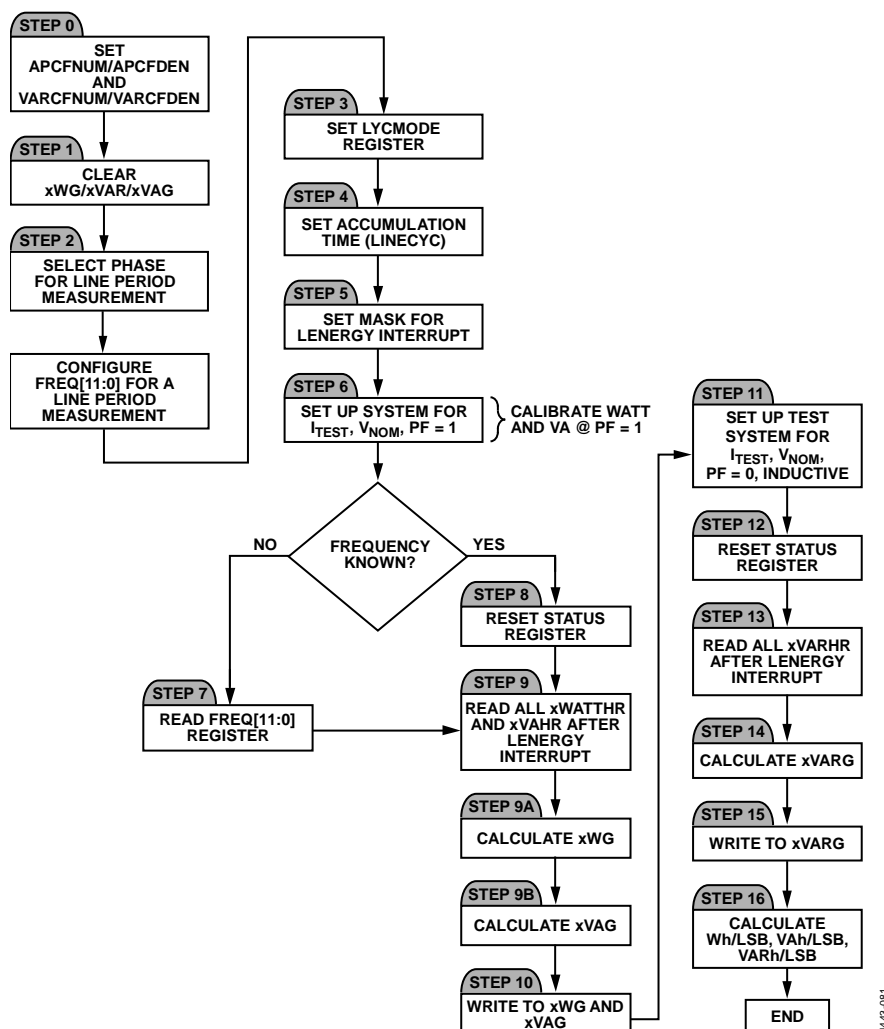 STEP 0
SET
APCFNUM/APCFDEN
AND
VARCFNUM/VARCFDEN
STEP 1
CLEAR
xWG/xVAR/xVAG
STEP 2
SELECT PHASE
FOR LINE PERIOD
MEASUREMENT
CONFIGURE
FREQ[11:0] FOR A
LINE PERIOD
MEASUREMENT
STEP 3
SET LYCMODE
REGISTER
STEP 4
SET ACCUMULATION
TIME (LINECYC)
STEP 5
SET MASK FOR
LENERGY INTERRUPT
STEP 6
SET UP SYSTEM FOR
ITEST, VNOM, PF = 1
CALIBRATE WATT
AND VA @ PF = 1
FREQUENCY
KNOWN?
NO
YES
STEP 7
READ FREQ[11:0]
REGISTER
STEP 8
RESET STATUS
REGISTER
STEP 9
READ ALL xWATTHR
AND xVAHR AFTER
LENERGY
INTERRUPT
STEP 9A
CALCULATE xWG
STEP 9B
CALCULATE xVAG
STEP 10
WRITE TO xWG AND
xVAG
STEP 11
SET UP TEST
SYSTEM FOR
ITEST, VNOM,
PF = 0, INDUCTIVE
STEP 12
RESET STATUS
REGISTER
STEP 13
READ ALL xVARHR
AFTER LENERGY
INTERRUPT
STEP 14
CALCULATE xVARG
STEP 15
WRITE TO xVARG
STEP 16
CALCULATE
Wh/LSB, VAh/LSB,
VARh/LSB
END